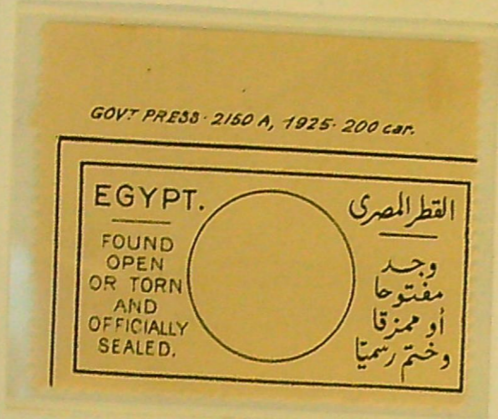 GOVT PRESS · 2150 A, 1925 · 200 car.
EGYPT.
FOUND
OPEN
OR TORN
AND
OFFICIALLY
SEALED.
القطر المصرى
وجد
مفتوحا
أو ممزقا
وختم رسميّا